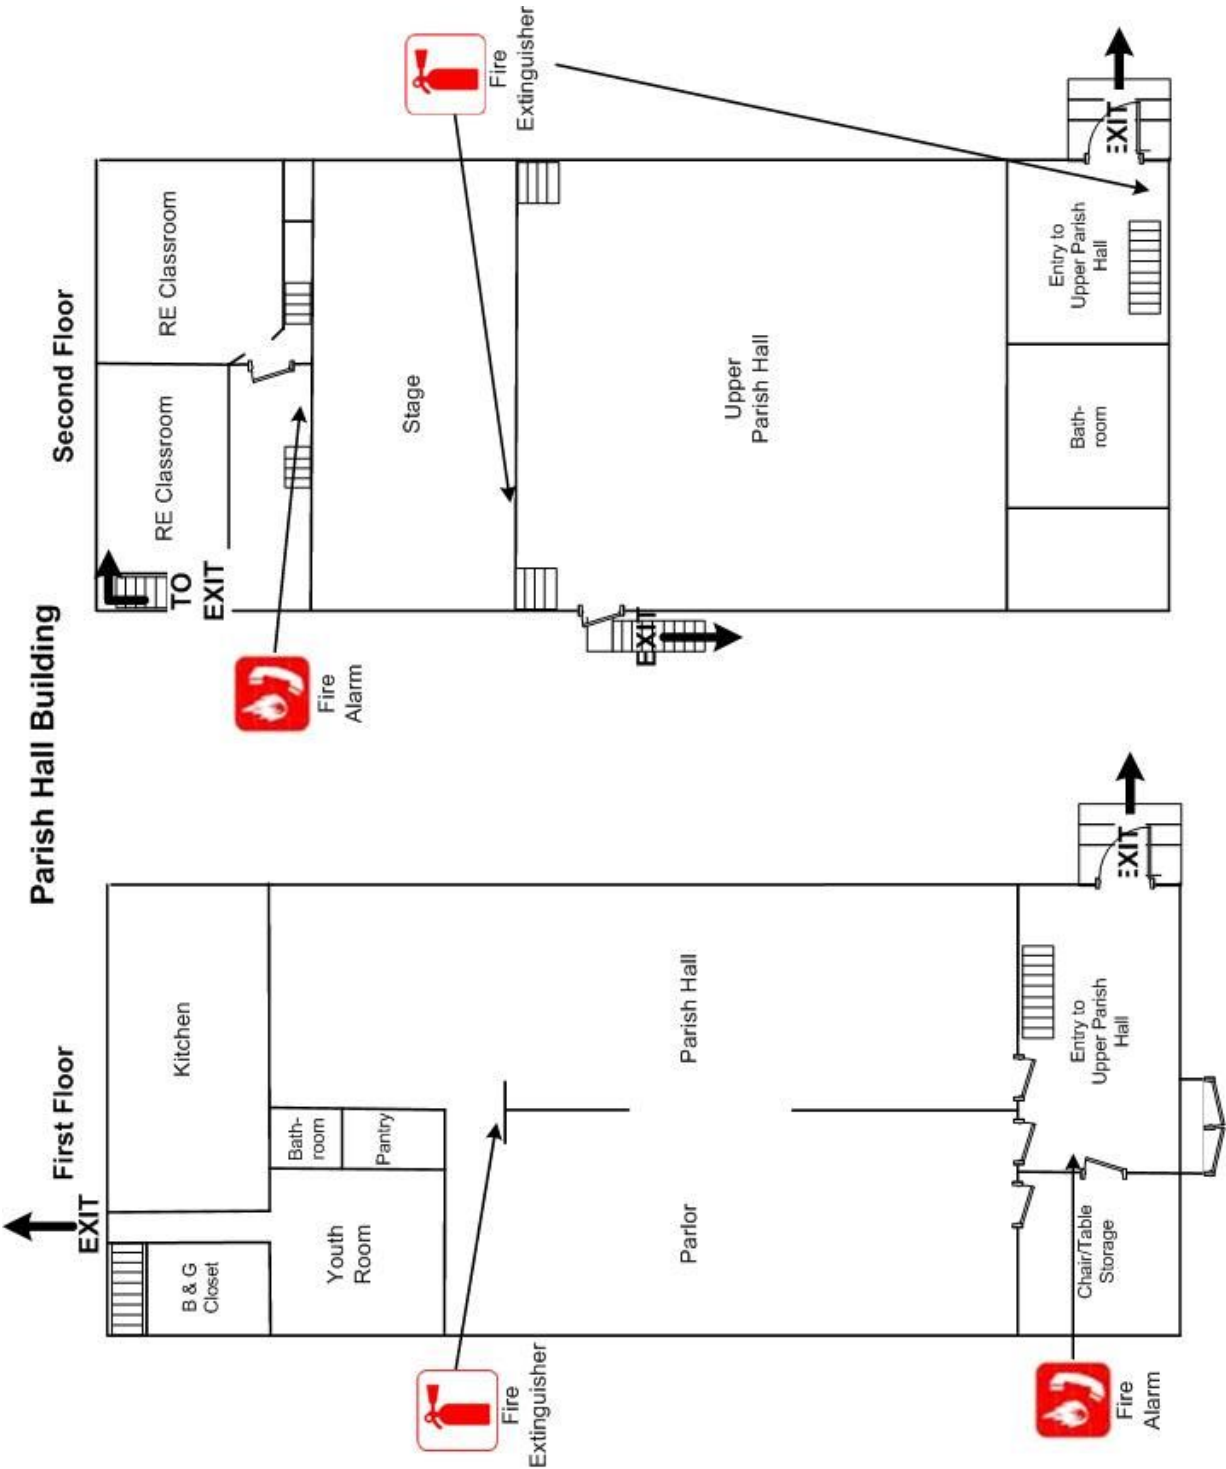 Parish Hall Building
First Floor
EXIT
B & G
Closet
Kitchen
Youth
Room
Bath-
room
Pantry
Parlor
Parish Hall
Chair/Table
Storage
Entry to
Upper Parish
Hall
EXIT
Fire
Extinguisher
Fire
Alarm
Second Floor
TO
EXIT
RE Classroom
RE Classroom
Stage
Upper
Parish Hall
EXIT
Bath-
room
Entry to
Upper Parish
Hall
EXIT
Fire
Alarm
Fire
Extinguisher